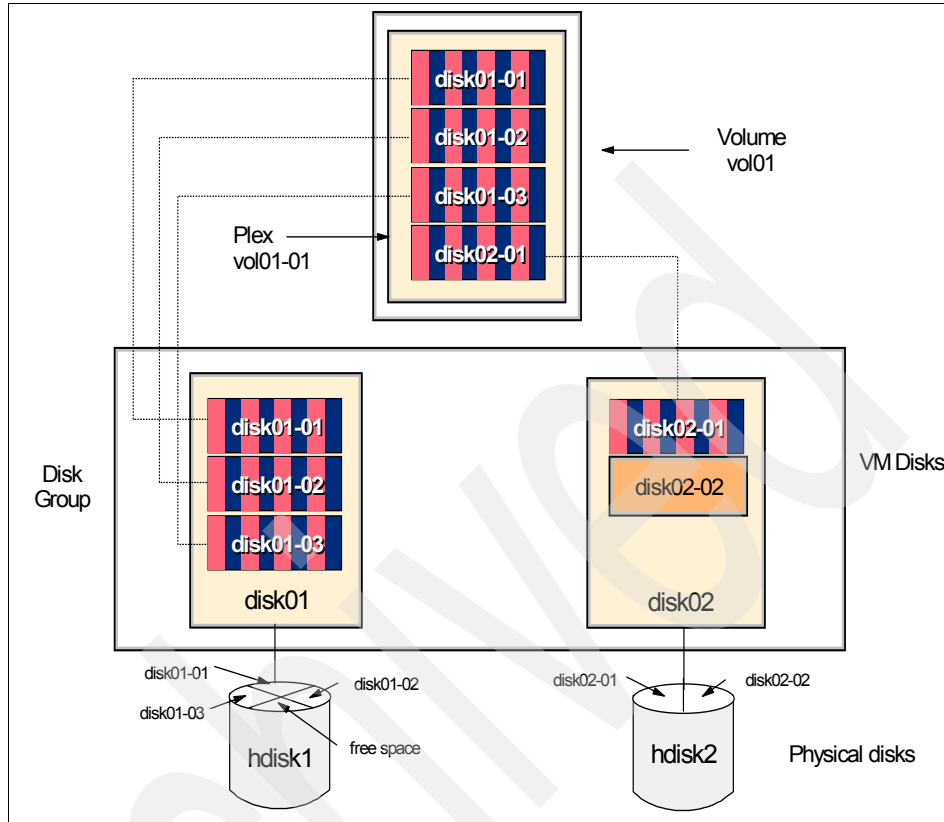 disk01-01
disk01-02
disk01-03
disk02-01
Volume
vol01
Plex
vol01-01
Disk
Group
disk01-01
disk01-02
disk01-03
disk01
disk02-01
disk02-02
disk02
VM Disks
disk01-01
disk01-02
disk01-03
free space
hdisk1
disk02-01
disk02-02
hdisk2
Physical disks